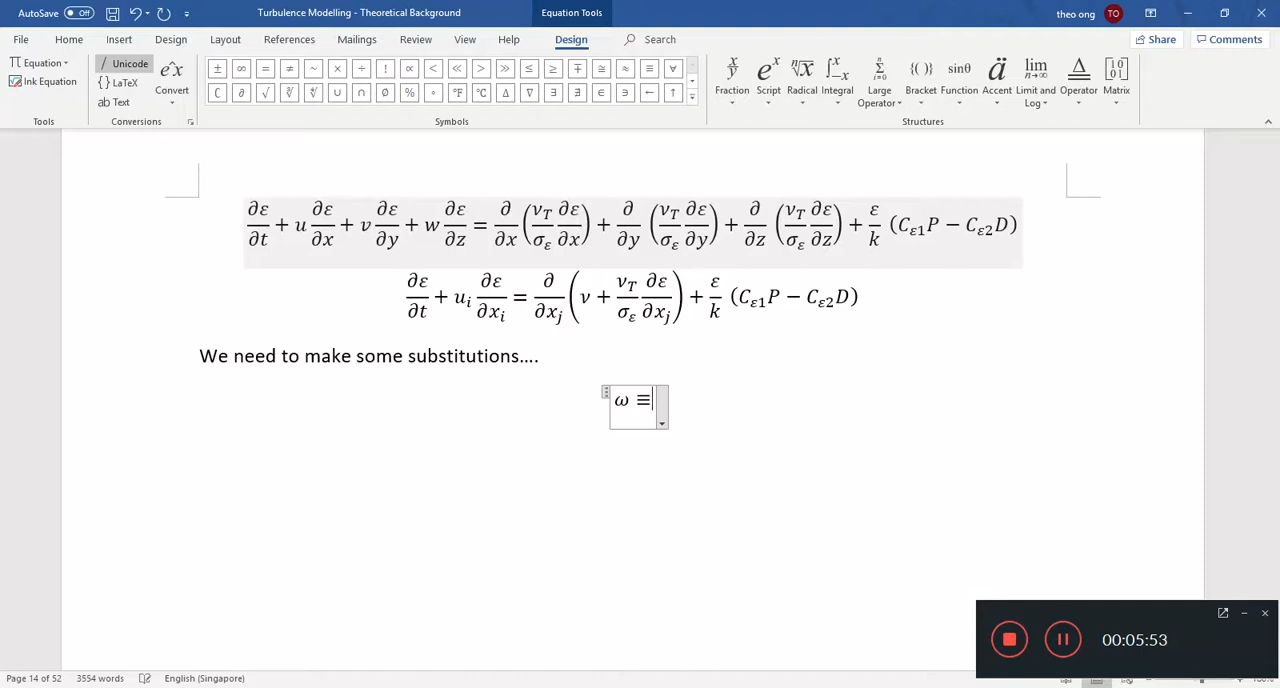 AutoSave Off Turbulence Modelling - Theoretical Background Equation Tools theo ong TO
File Home Insert Draw Design Layout References Mailings Review View Help Design Search Share Comments
Equation Unicode ± ∞ = ≠ ~ × ÷ ! ∝ < ≪ > ≫ ≤ ≥ ∓ ≅ ≈ ≡ ∀
Ink Equation LaTeX Convert ∁ ∂ √ ∛ ∜ ∪ ∩ ∅ % ° ℉ ℃ ∆ ∇ ∃ ∄ ∈ ∋ ← ↑
Text
Fraction Script Radical Integral Large Operator Bracket Function Accent Limit and Log Operator Matrix
Tools Conversions Symbols Structures
∂ε/∂t + u ∂ε/∂x + v ∂ε/∂y + w ∂ε/∂z = ∂/∂x (ν_T/σ_ε ∂ε/∂x) + ∂/∂y (ν_T/σ_ε ∂ε/∂y) + ∂/∂z (ν_T/σ_ε ∂ε/∂z) + ε/k (C_ε1 P − C_ε2 D)
∂ε/∂t + u_i ∂ε/∂x_i = ∂/∂x_j (ν + ν_T/σ_ε ∂ε/∂x_j) + ε/k (C_ε1 P − C_ε2 D)
We need to make some substitutions....
ω ≡
00:05:53
Page 14 of 52 3554 words English (Singapore)